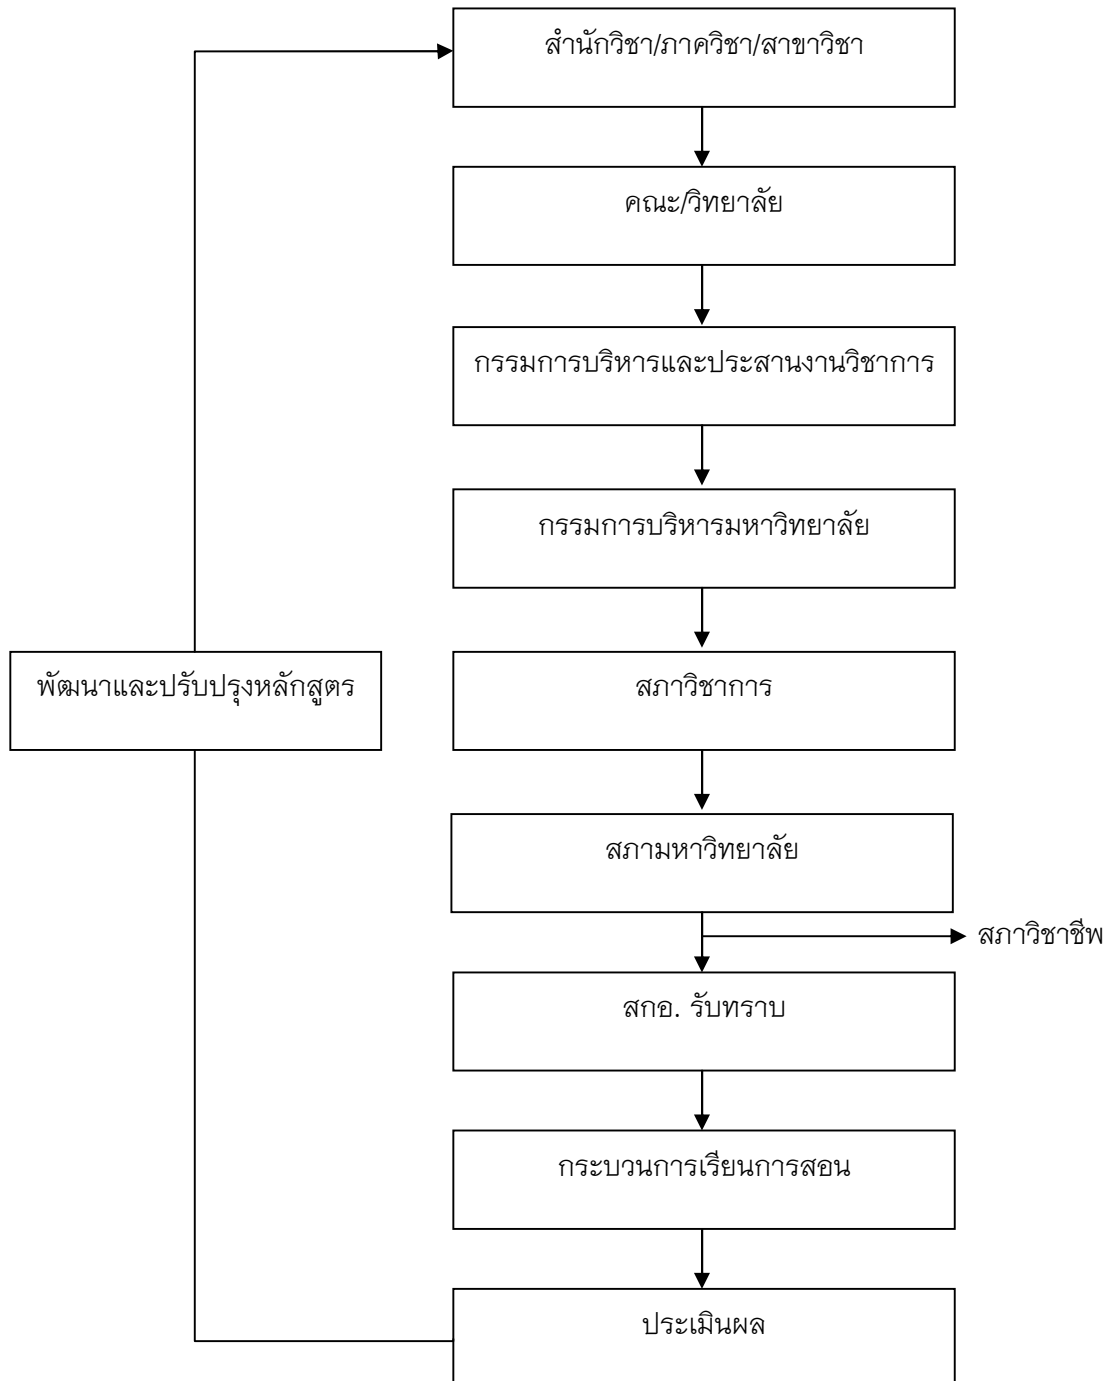 สำนักวิชา/ภาควิชา/สาขาวิชา
คณะ/วิทยาลัย
กรรมการบริหารและประสานงานวิชาการ
กรรมการบริหารมหาวิทยาลัย
พัฒนาและปรับปรุงหลักสูตร
สภาวิชาการ
สภามหาวิทยาลัย
สภาวิชาชีพ
สกอ. รับทราบ
กระบวนการเรียนการสอน
ประเมินผล